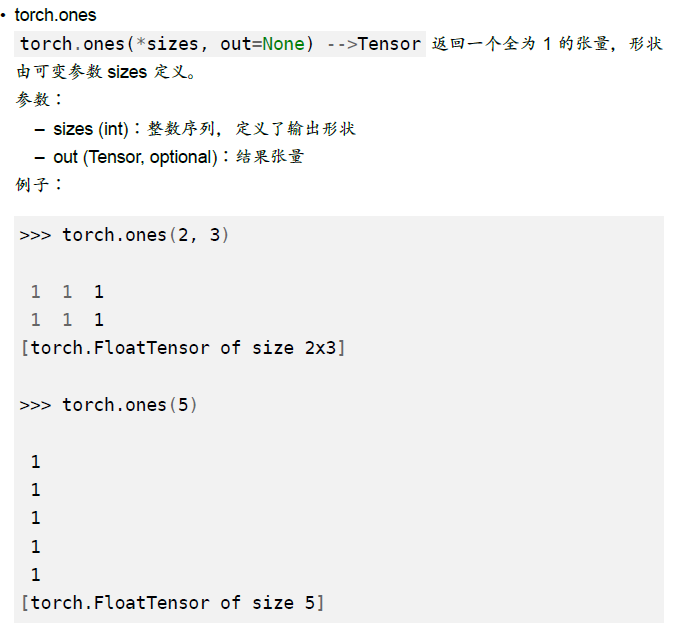 • torch.ones
torch.ones(*sizes, out=None) -->Tensor 返回一个全为 1 的张量，形状
由可变参数 sizes 定义。
参数：
– sizes (int)：整数序列，定义了输出形状
– out (Tensor, optional)：结果张量
例子：
>>> torch.ones(2, 3)
1 1 1
1 1 1
[torch.FloatTensor of size 2x3]
>>> torch.ones(5)
1
1
1
1
1
[torch.FloatTensor of size 5]